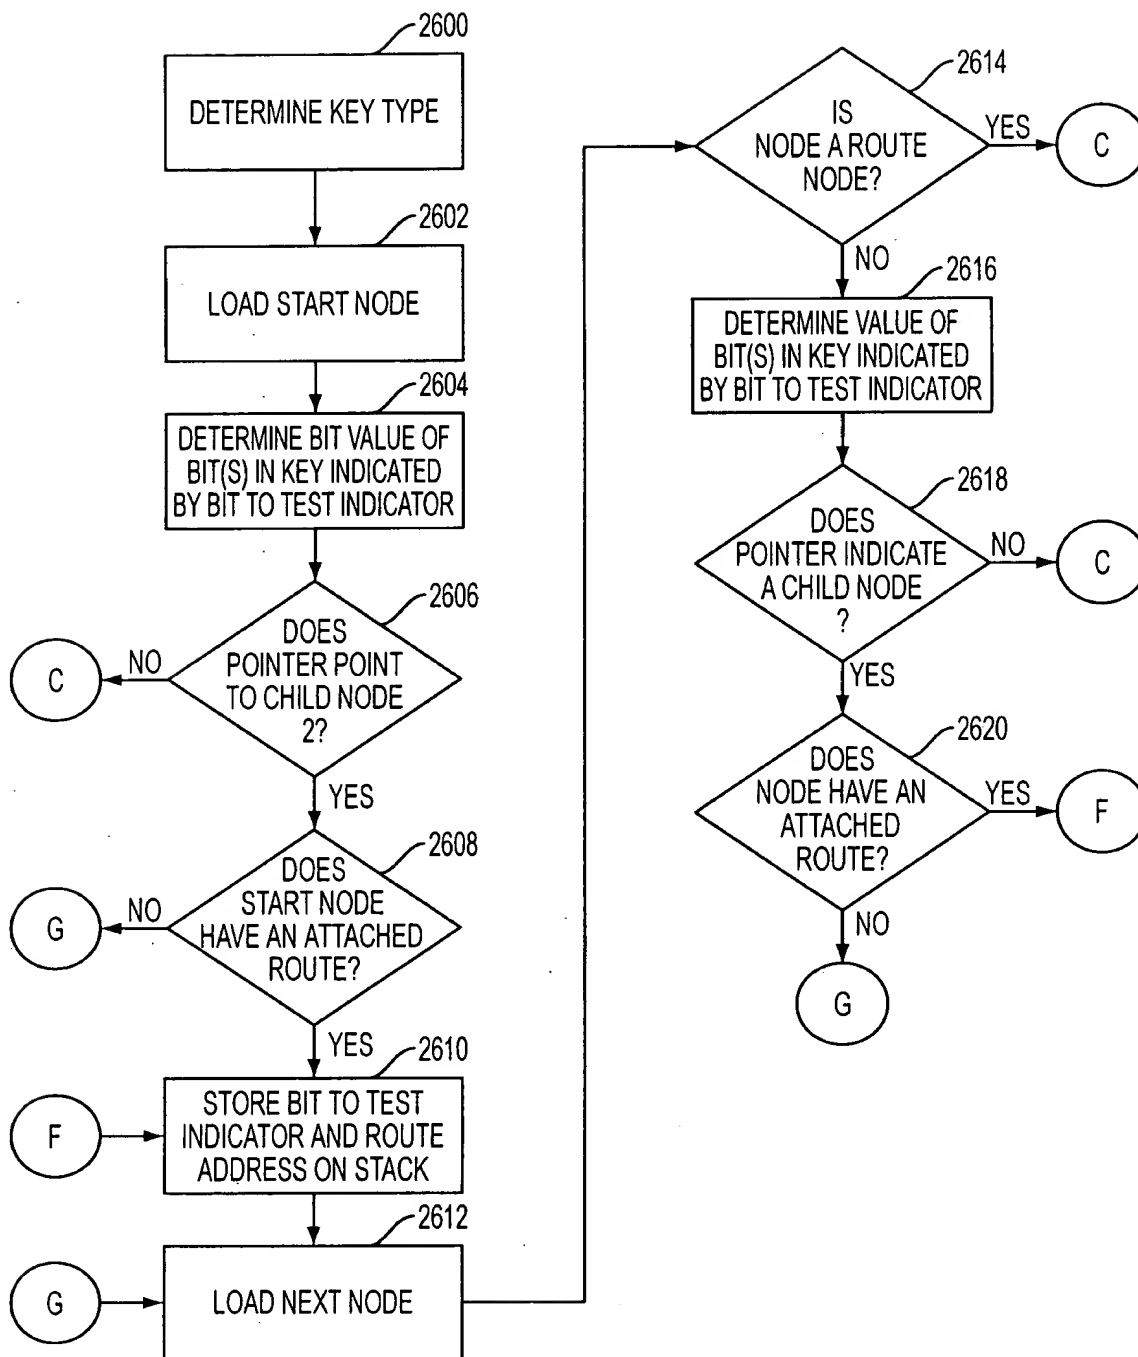 2600
DETERMINE KEY TYPE
2602
LOAD START NODE
2604
DETERMINE BIT VALUE OF
BIT(S) IN KEY INDICATED
BY BIT TO TEST INDICATOR
2606
DOES
POINTER POINT
TO CHILD NODE
2?
NO
C
YES
2608
DOES
START NODE
HAVE AN ATTACHED
ROUTE?
NO
G
YES
2610
F
STORE BIT TO TEST
INDICATOR AND ROUTE
ADDRESS ON STACK
2612
G
LOAD NEXT NODE
2614
IS
NODE A ROUTE
NODE?
YES
C
NO
2616
DETERMINE VALUE OF
BIT(S) IN KEY INDICATED
BY BIT TO TEST INDICATOR
2618
DOES
POINTER INDICATE
A CHILD NODE
?
NO
C
YES
2620
DOES
NODE HAVE AN
ATTACHED
ROUTE?
YES
F
NO
G